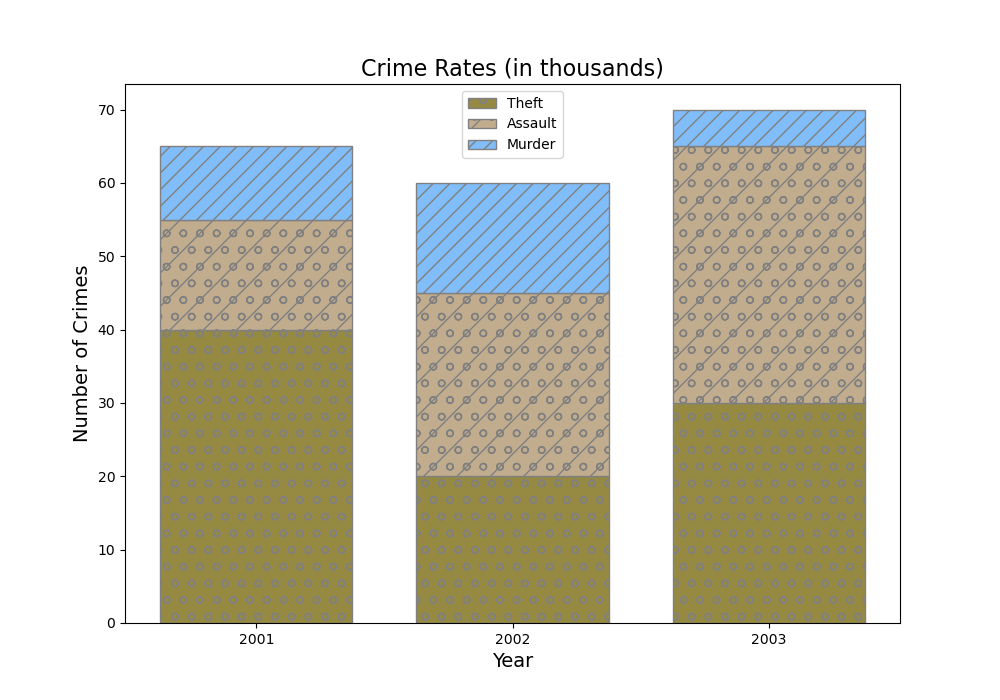 Crime Rates (in thousands)
Theft
Assault
Murder
70
60
50
40
30
20
10
0
Number of Crimes
2001 2002 2003
Year